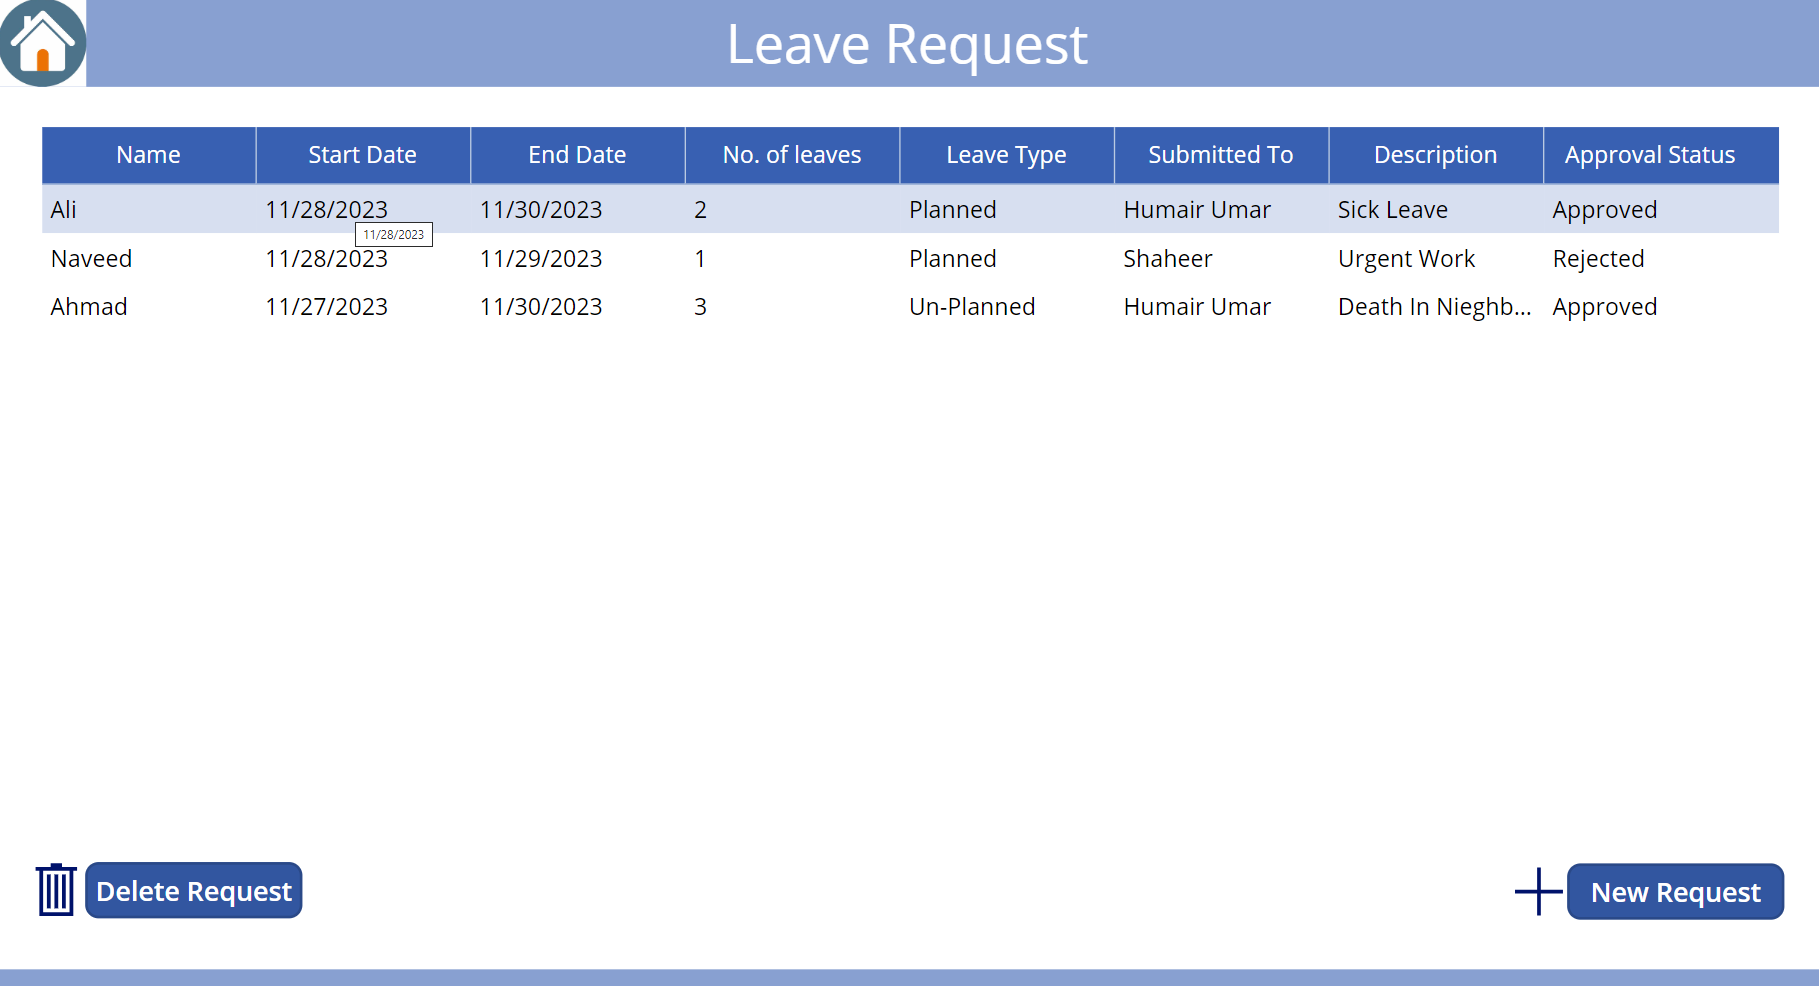 Leave Request
Name Start Date End Date No. of leaves Leave Type Submitted To Description Approval Status
Ali 11/28/2023 11/30/2023 2 Planned Humair Umar Sick Leave Approved
11/28/2023
Naveed 11/28/2023 11/29/2023 1 Planned Shaheer Urgent Work Rejected
Ahmad 11/27/2023 11/30/2023 3 Un-Planned Humair Umar Death In Nieghb... Approved
Delete Request New Request